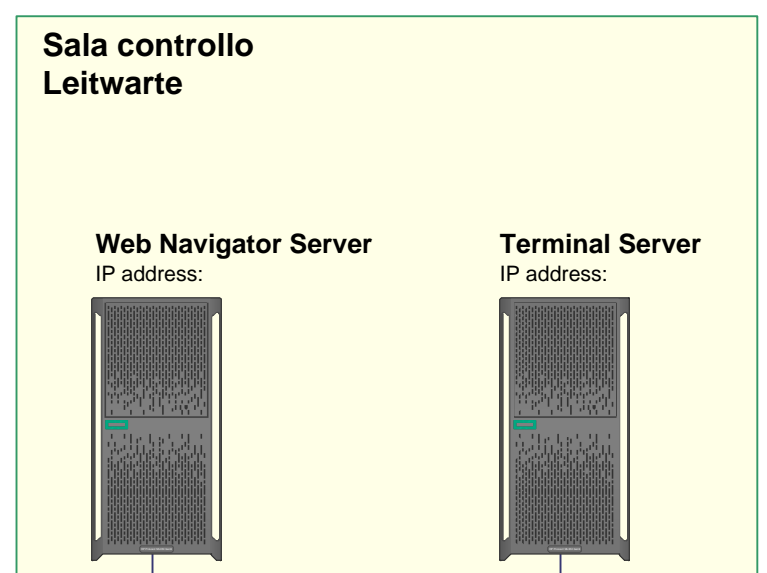 Sala controllo
Leitwarte
Web Navigator Server
IP address:
Terminal Server
IP address: